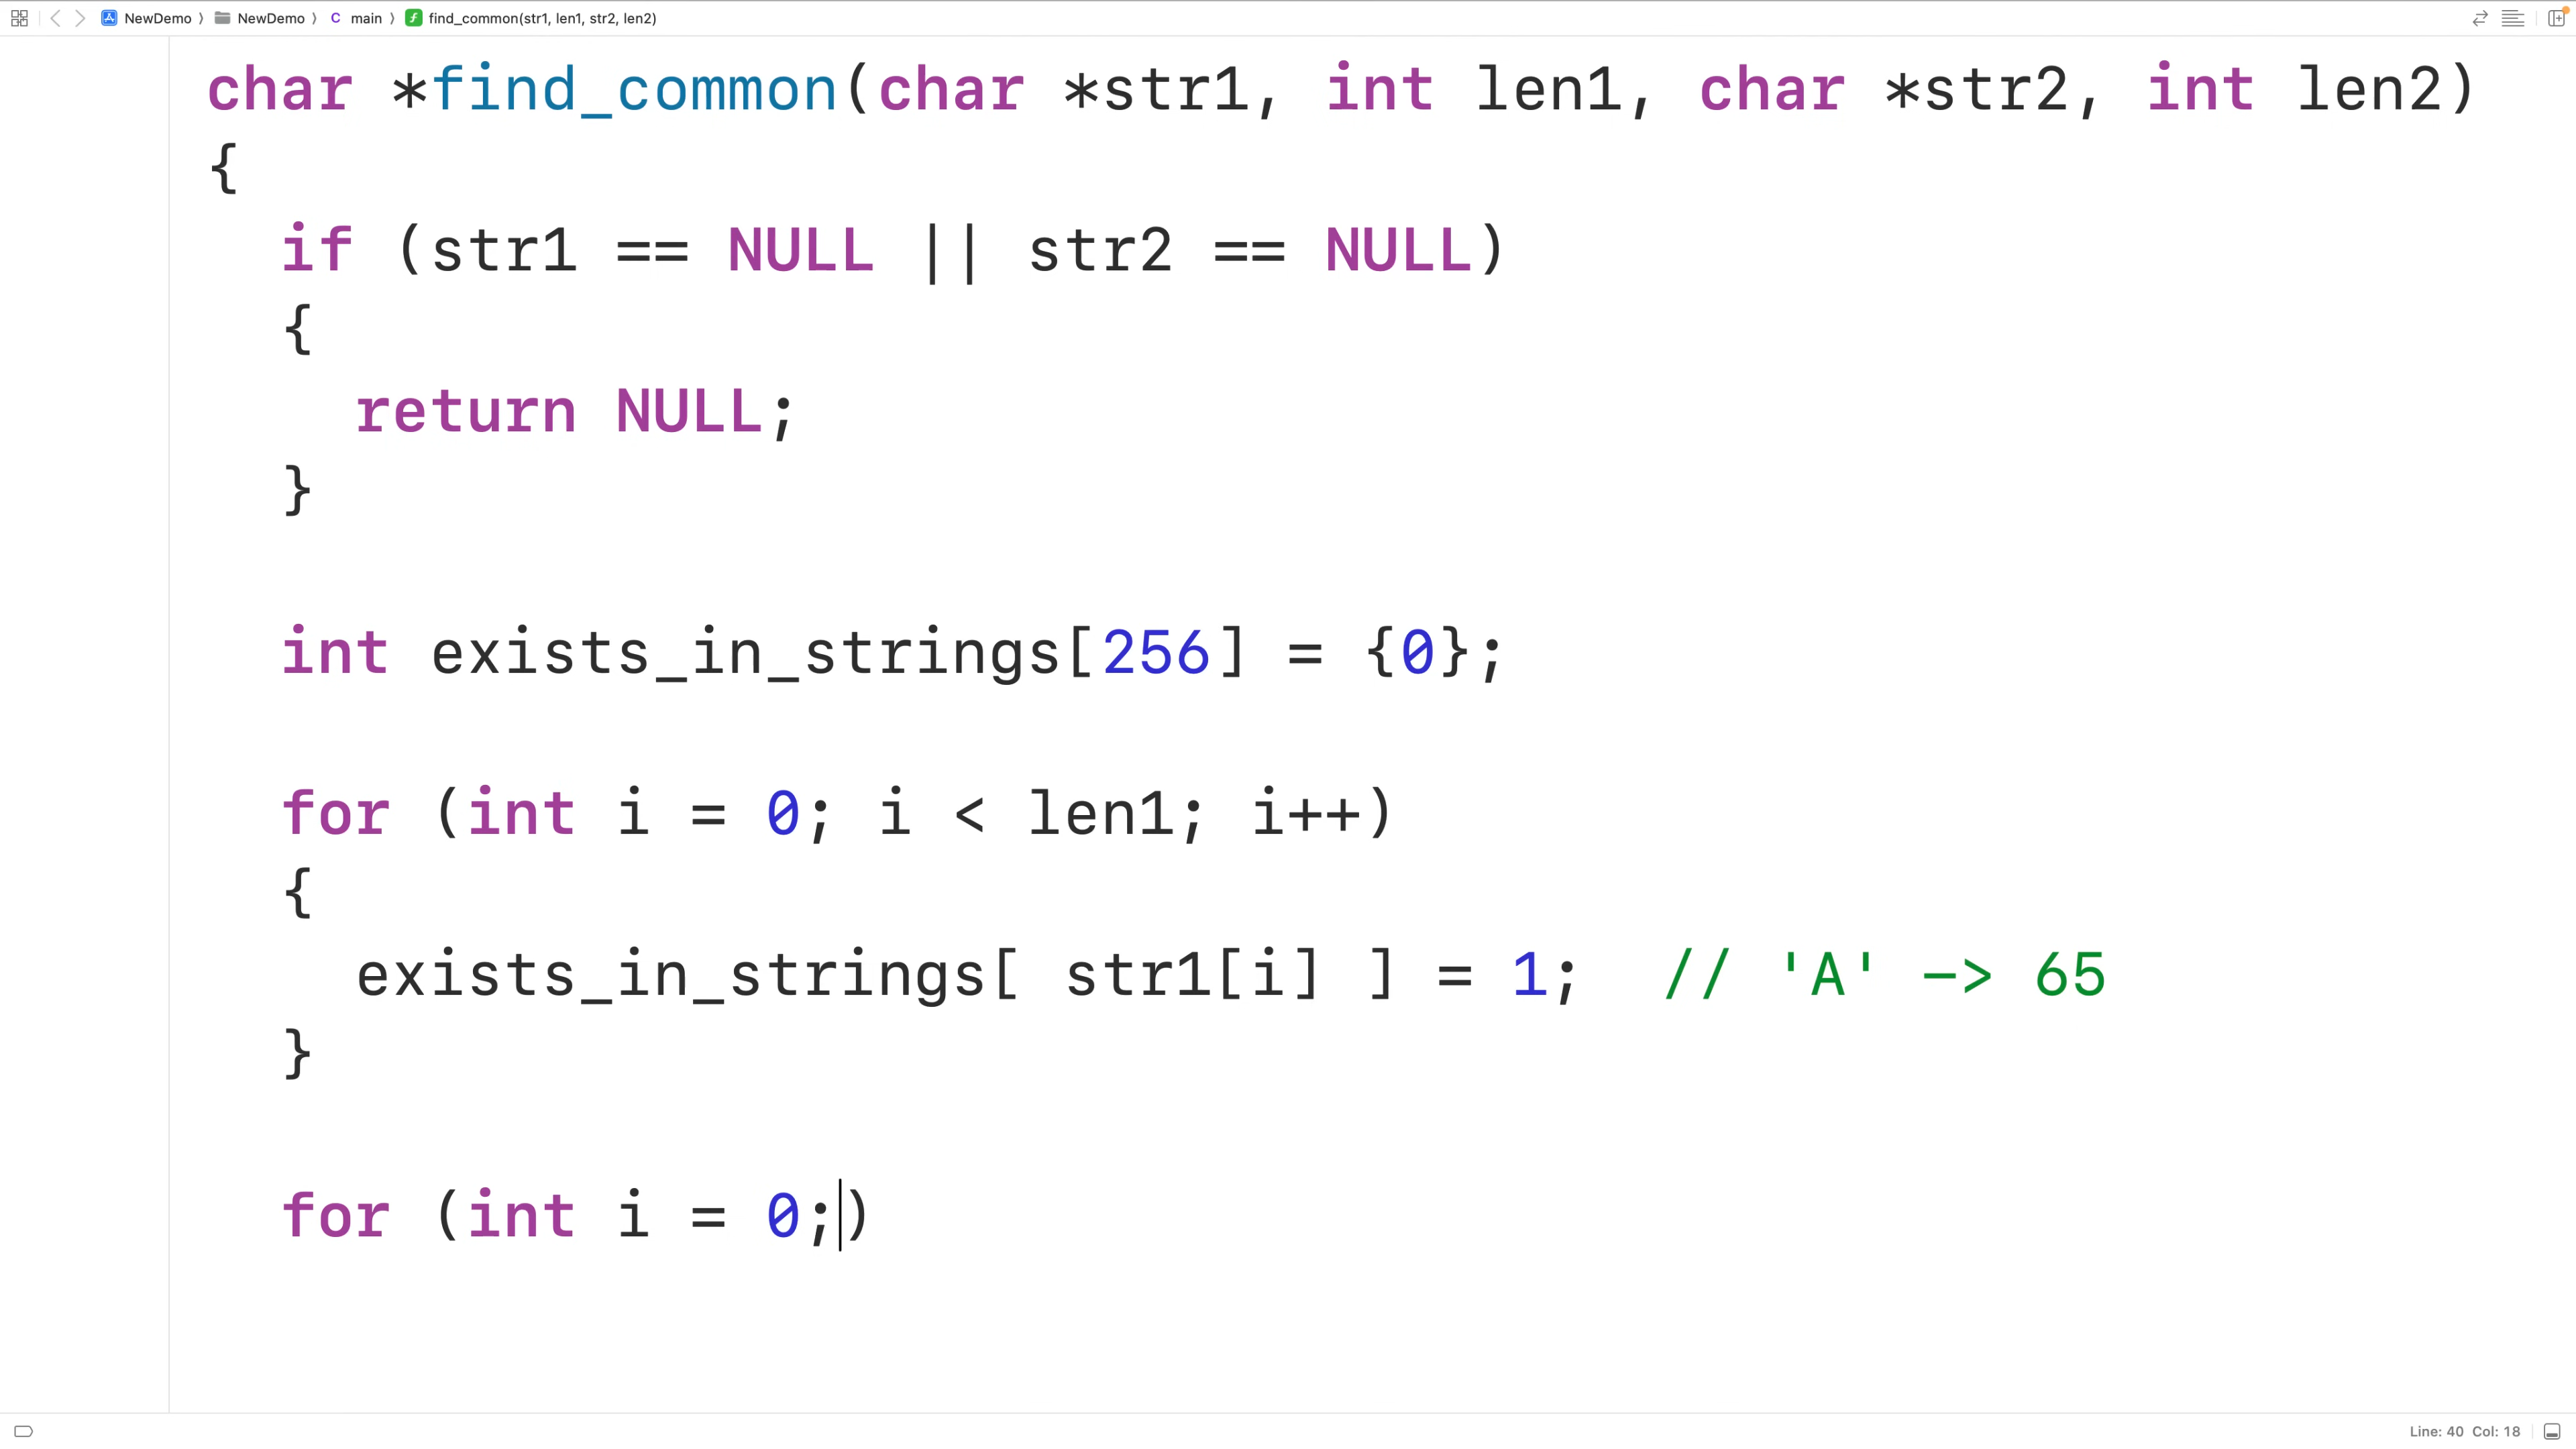 NewDemo 〉 NewDemo 〉 C main 〉 f find_common(str1, len1, str2, len2)
char *find_common(char *str1, int len1, char *str2, int len2)
{
  if (str1 == NULL || str2 == NULL)
  {
    return NULL;
  }
  int exists_in_strings[256] = {0};
  for (int i = 0; i < len1; i++)
  {
    exists_in_strings[ str1[i] ] = 1;  // 'A' -> 65
  }
  for (int i = 0;)
Line: 40 Col: 18